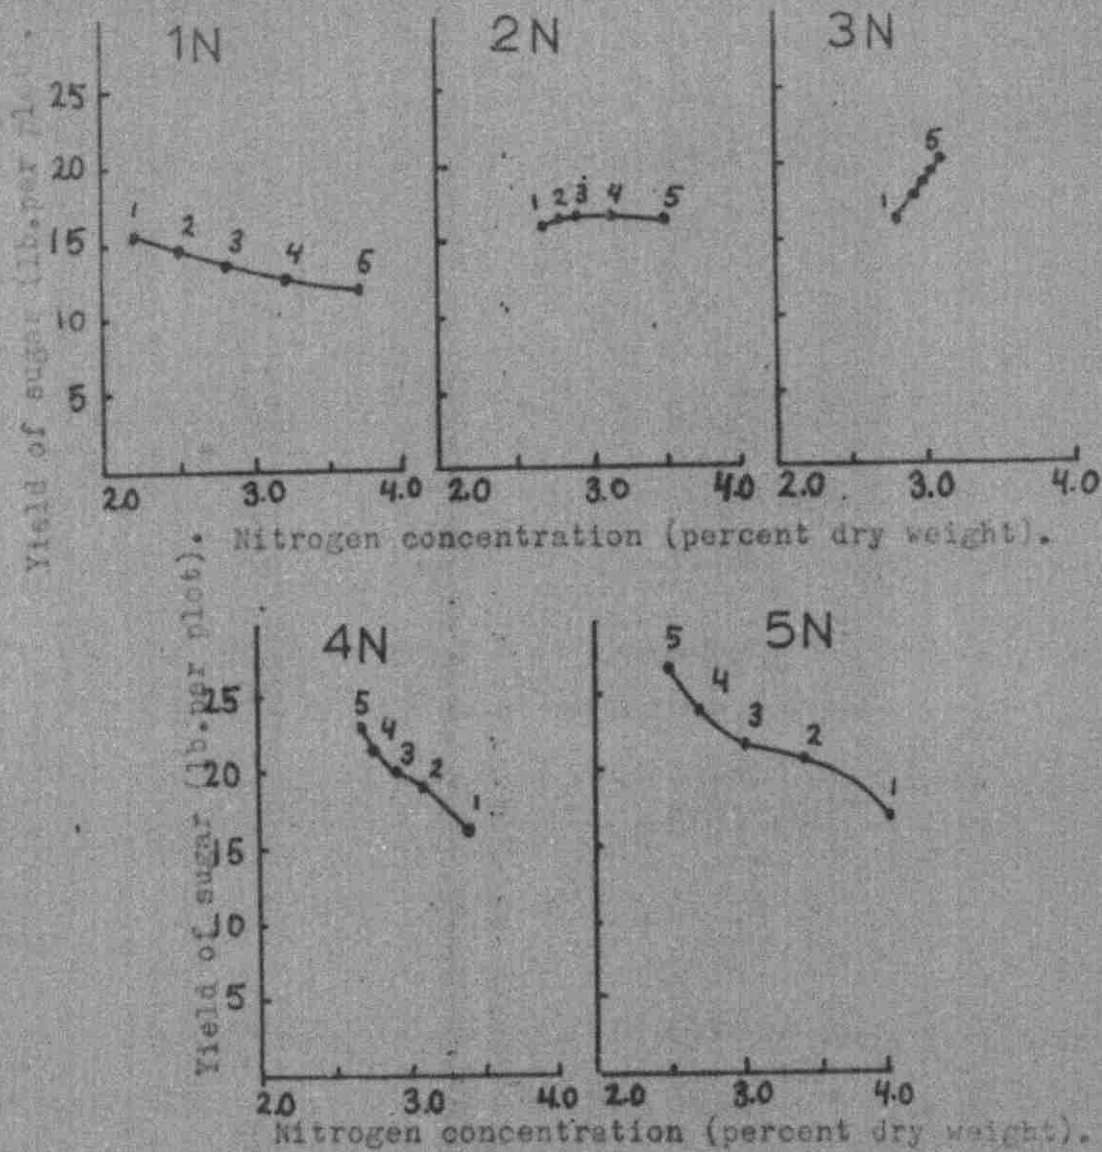 1N 2N 3N
Yield of sugar (lb.per plot).
25
20
15
10
5
1 2 3 4 5
1 2 3 4 5
1 5
2.0 3.0 4.0 2.0 3.0 4.0 2.0 3.0 4.0
Nitrogen concentration (percent dry weight).
4N 5N
Yield of sugar (lb.per plot).
25
20
15
10
5
5 4 3 2 1
5 4 3 2 1
2.0 3.0 4.0 2.0 3.0 4.0
Nitrogen concentration (percent dry weight).